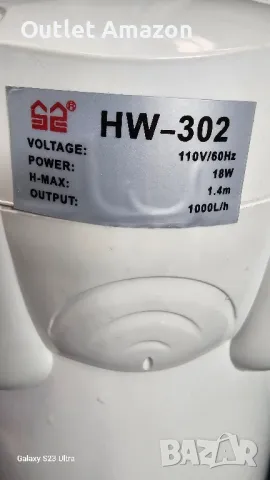 Outlet Amazon
®
HW-302
VOLTAGE: 110V/60Hz
POWER: 18W
H-MAX: 1.4m
OUTPUT: 1000L/h
Galaxy S23 Ultra
BAZAR